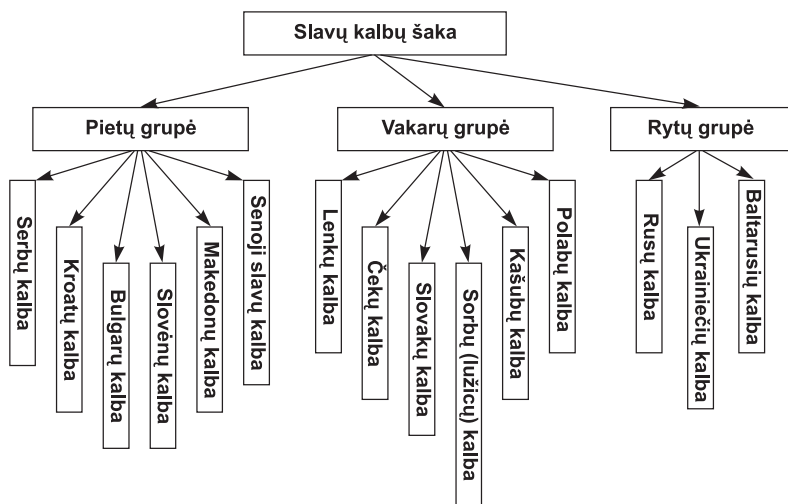 Slavų kalbų šaka
Pietų grupė
Vakarų grupė
Rytų grupė
Serbų kalba
Kroatų kalba
Bulgarų kalba
Slovėnų kalba
Makedonų kalba
Senoji slavų kalba
Lenkų kalba
Čekų kalba
Slovakų kalba
Sorbų (lužicų) kalba
Kašubų kalba
Polabų kalba
Rusų kalba
Ukrainiečių kalba
Baltarusių kalba